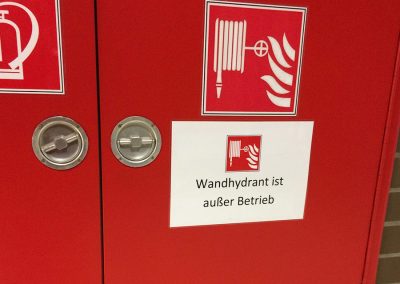 Wandhydrant ist
außer Betrieb